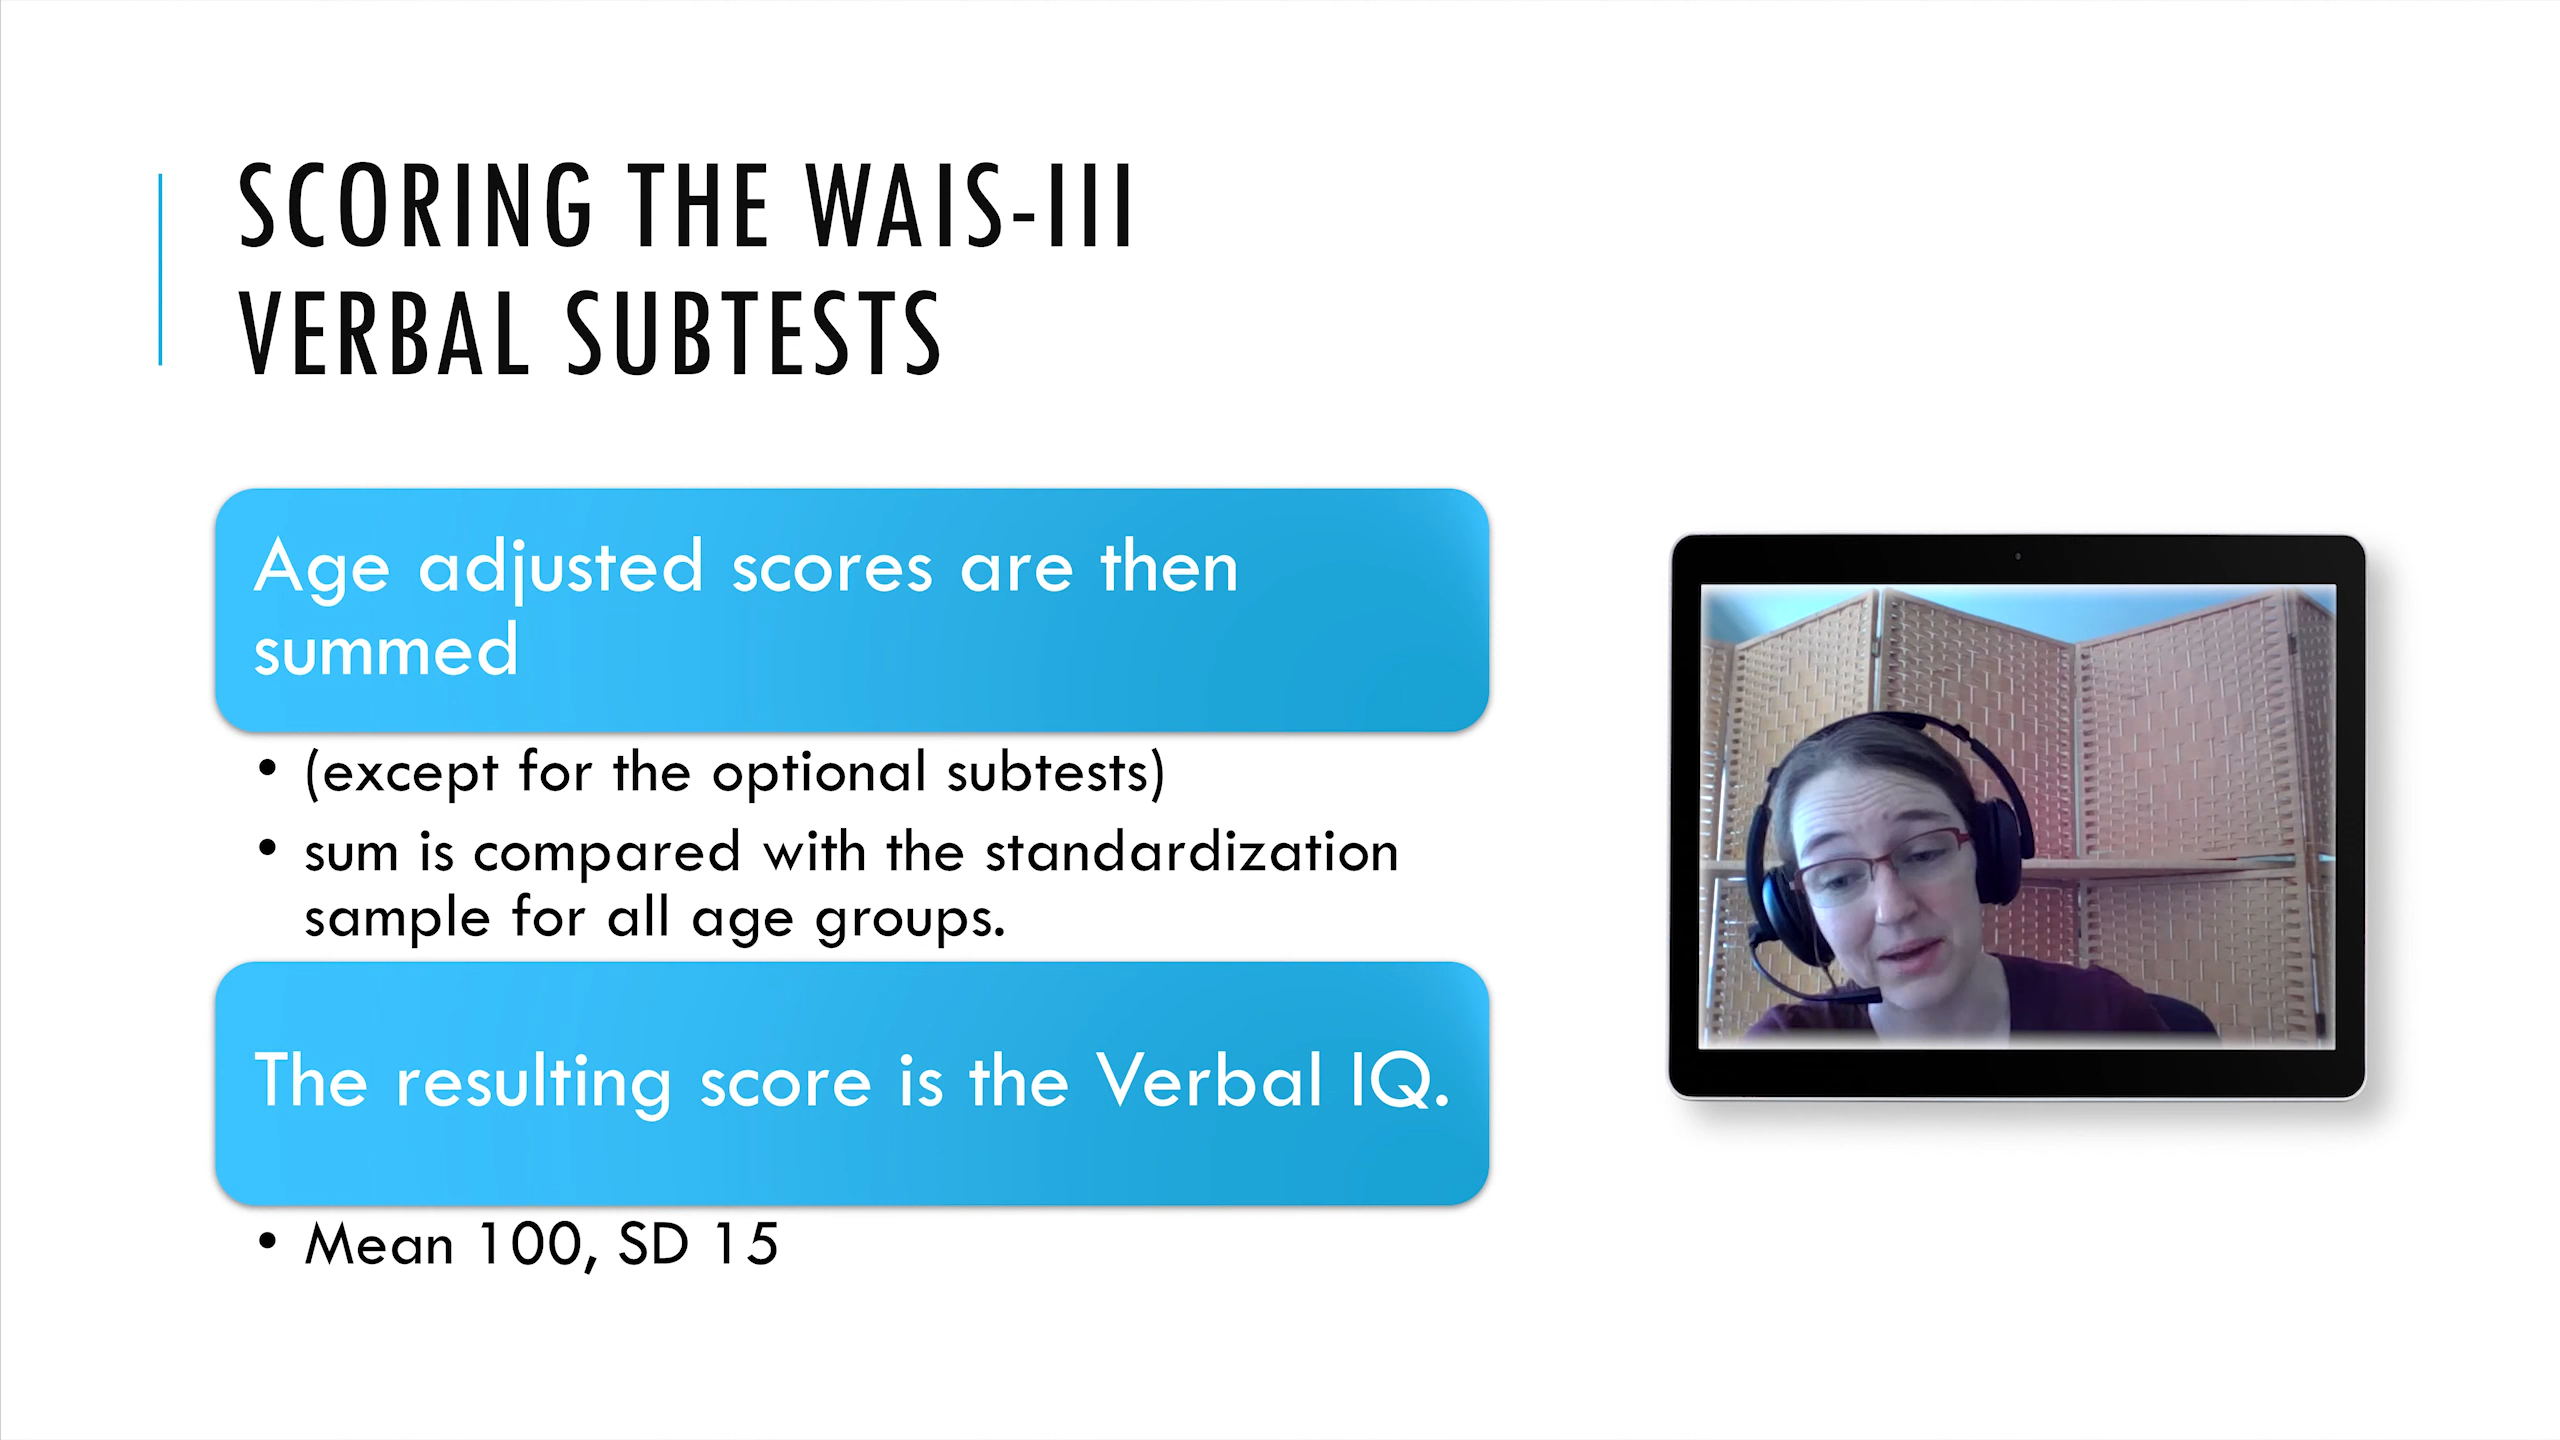 SCORING THE WAIS-III
VERBAL SUBTESTS
Age adjusted scores are then
summed
• (except for the optional subtests)
• sum is compared with the standardization
sample for all age groups.
The resulting score is the Verbal IQ.
• Mean 100, SD 15